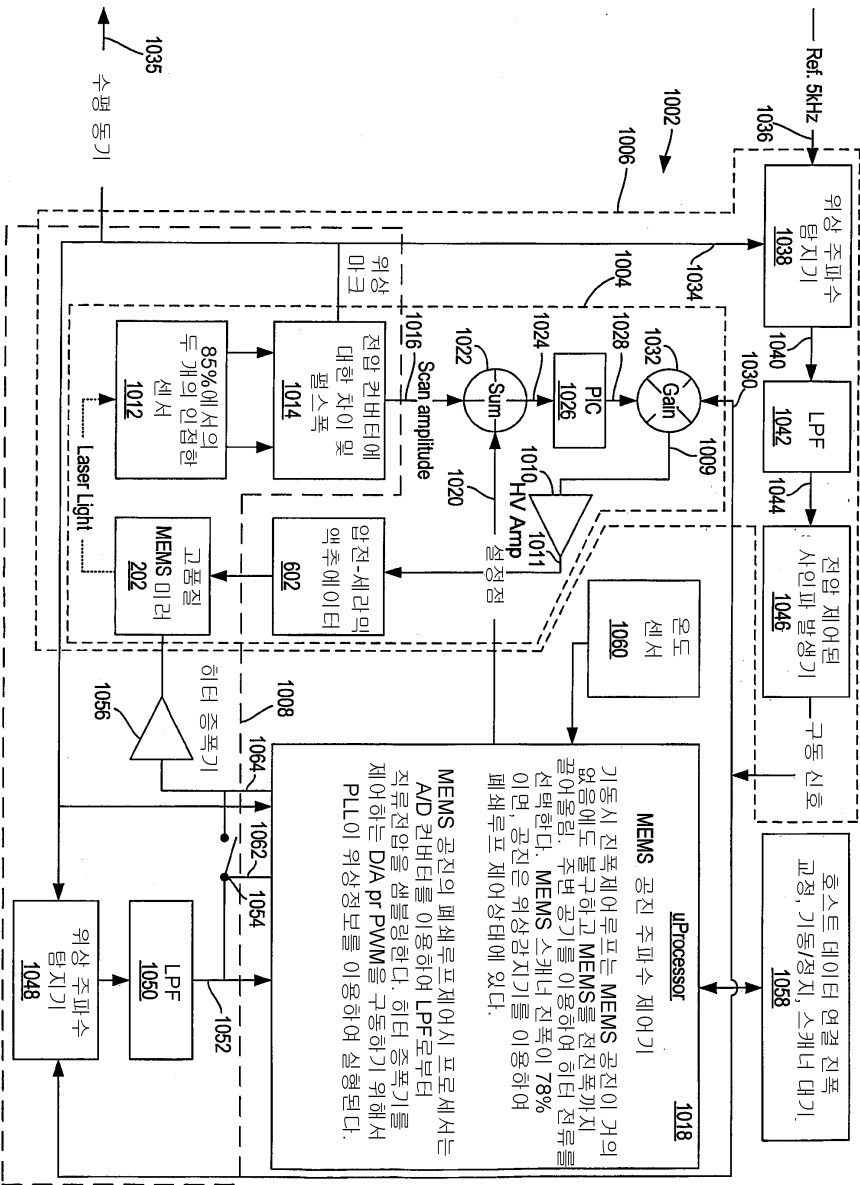 Ref. 5kHz
1036
위상 주파수
탐지기
1038
1040
LPF
1042
1044
전압 제어된
사인파 발생기
1046
구동 신호
호스트 데이터 연결 진폭
교정, 기동/정지, 스캐너 대기.
1058
1002
1006
1034
1004
1030
1035
수평 동기
위상
마크
85%에서의
두 개의 인접한
센서
1012
전압 컨버터에
대한 차이 및
펄스폭
1014
1016
Scan amplitude
1022
Sum
1024
PIC
1026
1028
1032
Gain
1009
1010
HV Amp
1011
1020
설정점
Laser Light
고품질
MEMS 미러
202
압전-세라믹
액추에이터
602
온도
센서
1060
히터 증폭기
1056
1008
1064
1062
1054
µProcessor
1018
MEMS 공진 주파수 제어기
기동시 진폭제어루프는 MEMS 공진이 거의
없음에도 불구하고 MEMS를 전진폭까지
끌어올림. 주변 공기를 이용하여 히터 전류를
선택한다. MEMS 스캐너 진폭이 78%
이면, 공진은 위상감지기를 이용하여
폐쇄루프 제어상태에 있다.
MEMS 공진의 폐쇄루프제어시 프로세서는
A/D 컨버터를 이용하여 LPF로부터
직류전압을 샘블링한다. 히터 증폭기를
제어하는 D/A pr PWM을 구동하기 위해서
PLL이 위상정보를 이용하여 실행된다.
위상 주파수
탐지기
1048
LPF
1050
1052